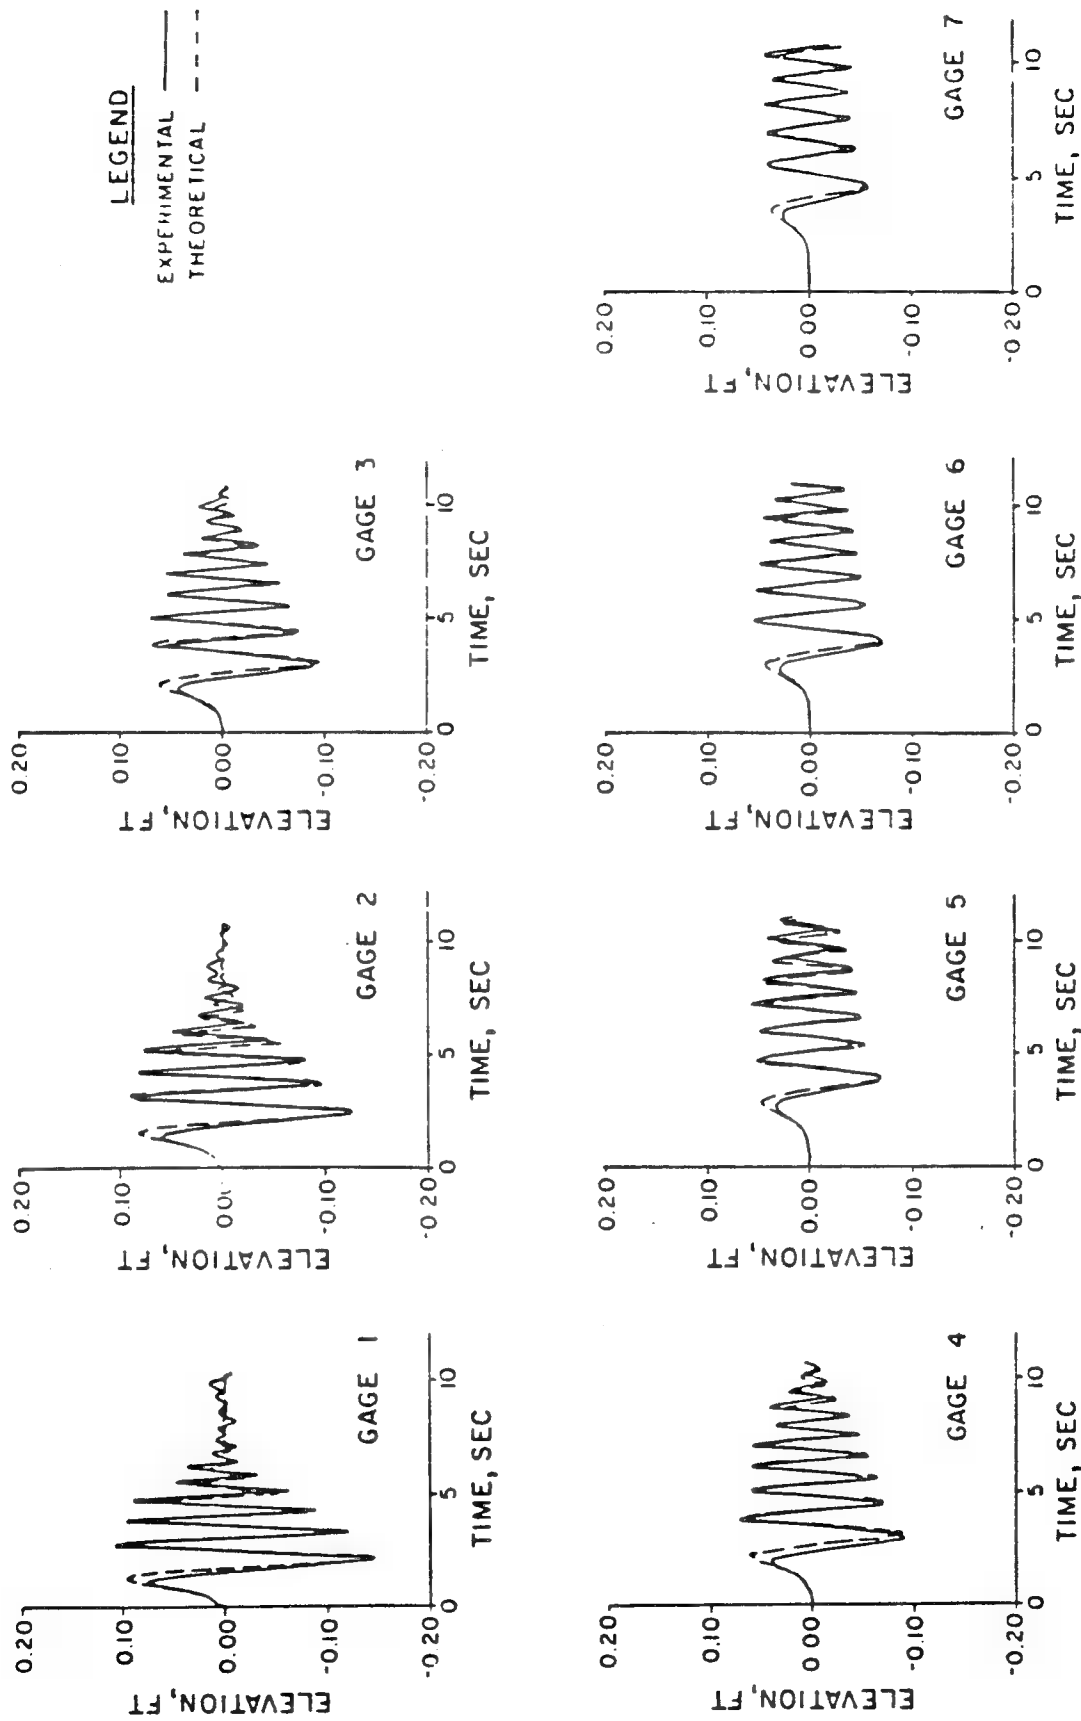 LEGEND
EXPERIMENTAL
THEORETICAL
0.20
0.10
0.00
-0.10
-0.20
ELEVATION, FT
0
5
10
TIME, SEC
GAGE 1
0.20
0.10
-0.10
-0.20
ELEVATION, FT
0
5
10
TIME, SEC
GAGE 2
0.20
0.10
0.00
-0.10
-0.20
ELEVATION, FT
0
5
10
TIME, SEC
GAGE 3
0.20
0.10
0.00
-0.10
-0.20
ELEVATION, FT
0
5
10
TIME, SEC
GAGE 4
0.20
0.10
0.00
-0.10
-0.20
ELEVATION, FT
0
5
10
TIME, SEC
GAGE 5
0.20
0.10
0.00
-0.10
-0.20
ELEVATION, FT
0
5
10
TIME, SEC
GAGE 6
0.20
0.10
0.00
-0.10
-0.20
ELEVATION, FT
0
5
10
TIME, SEC
GAGE 7